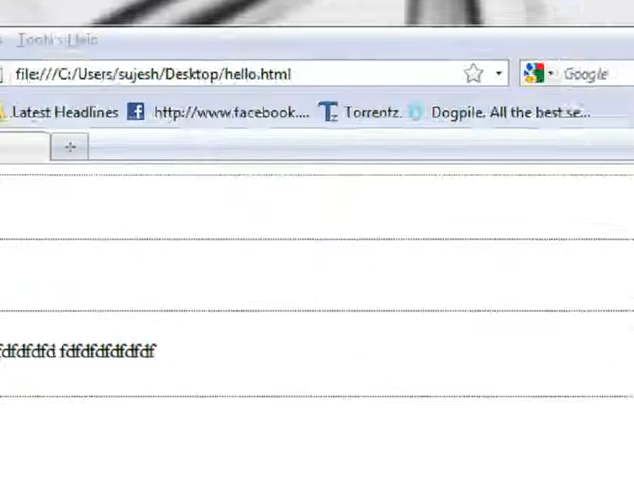 Tools Help
file:///C:/Users/sujesh/Desktop/hello.html Google
Latest Headlines http://www.facebook.... Torrentz. Dogpile. All the best se...
fdfdfdfd fdfdfdfdfdfdf